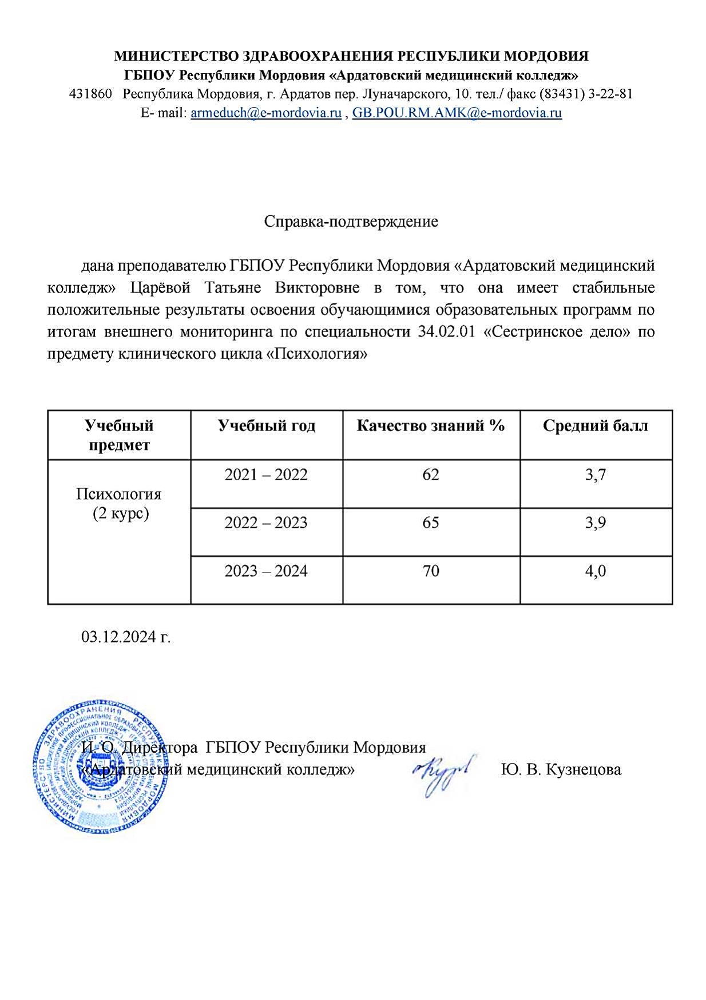 МИНИСТЕРСТВО ЗДРАВООХРАНЕНИЯ РЕСПУБЛИКИ МОРДОВИЯ
ГБПОУ Республики Мордовия «Ардатовский медицинский колледж»
431860 Республика Мордовия, г. Ардатов пер. Луначарского, 10. тел./ факс (83431) 3-22-81
E- mail: armeduch@e-mordovia.ru , GB.POU.RM.AMK@e-mordovia.ru
Справка-подтверждение
дана преподавателю ГБПОУ Республики Мордовия «Ардатовский медицинский
колледж» Царёвой Татьяне Викторовне в том, что она имеет стабильные
положительные результаты освоения обучающимися образовательных программ по
итогам внешнего мониторинга по специальности 34.02.01 «Сестринское дело» по
предмету клинического цикла «Психология»
Учебный предмет Учебный год Качество знаний % Средний балл
Психология (2 курс)
2021 – 2022 62 3,7
2022 – 2023 65 3,9
2023 – 2024 70 4,0
03.12.2024 г.
И. О. Директора ГБПОУ Республики Мордовия
«Ардатовский медицинский колледж» Ю. В. Кузнецова
МИНИСТЕРСТВО ЗДРАВООХРАНЕНИЯ РЕСПУБЛИКИ МОРДОВИЯ